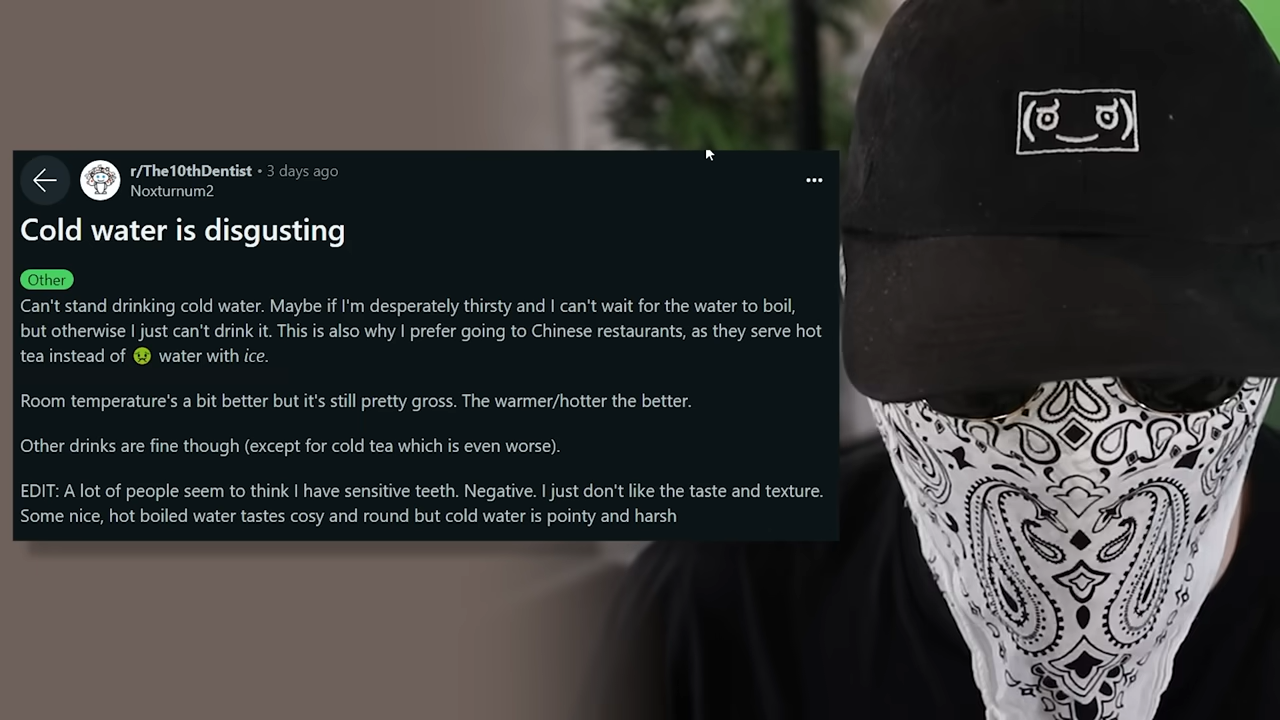 r/The10thDentist • 3 days ago
Noxturnum2
Cold water is disgusting
Other
Can't stand drinking cold water. Maybe if I'm desperately thirsty and I can't wait for the water to boil,
but otherwise I just can't drink it. This is also why I prefer going to Chinese restaurants, as they serve hot
tea instead of 🤢 water with ice.
Room temperature's a bit better but it's still pretty gross. The warmer/hotter the better.
Other drinks are fine though (except for cold tea which is even worse).
EDIT: A lot of people seem to think I have sensitive teeth. Negative. I just don't like the taste and texture.
Some nice, hot boiled water tastes cosy and round but cold water is pointy and harsh